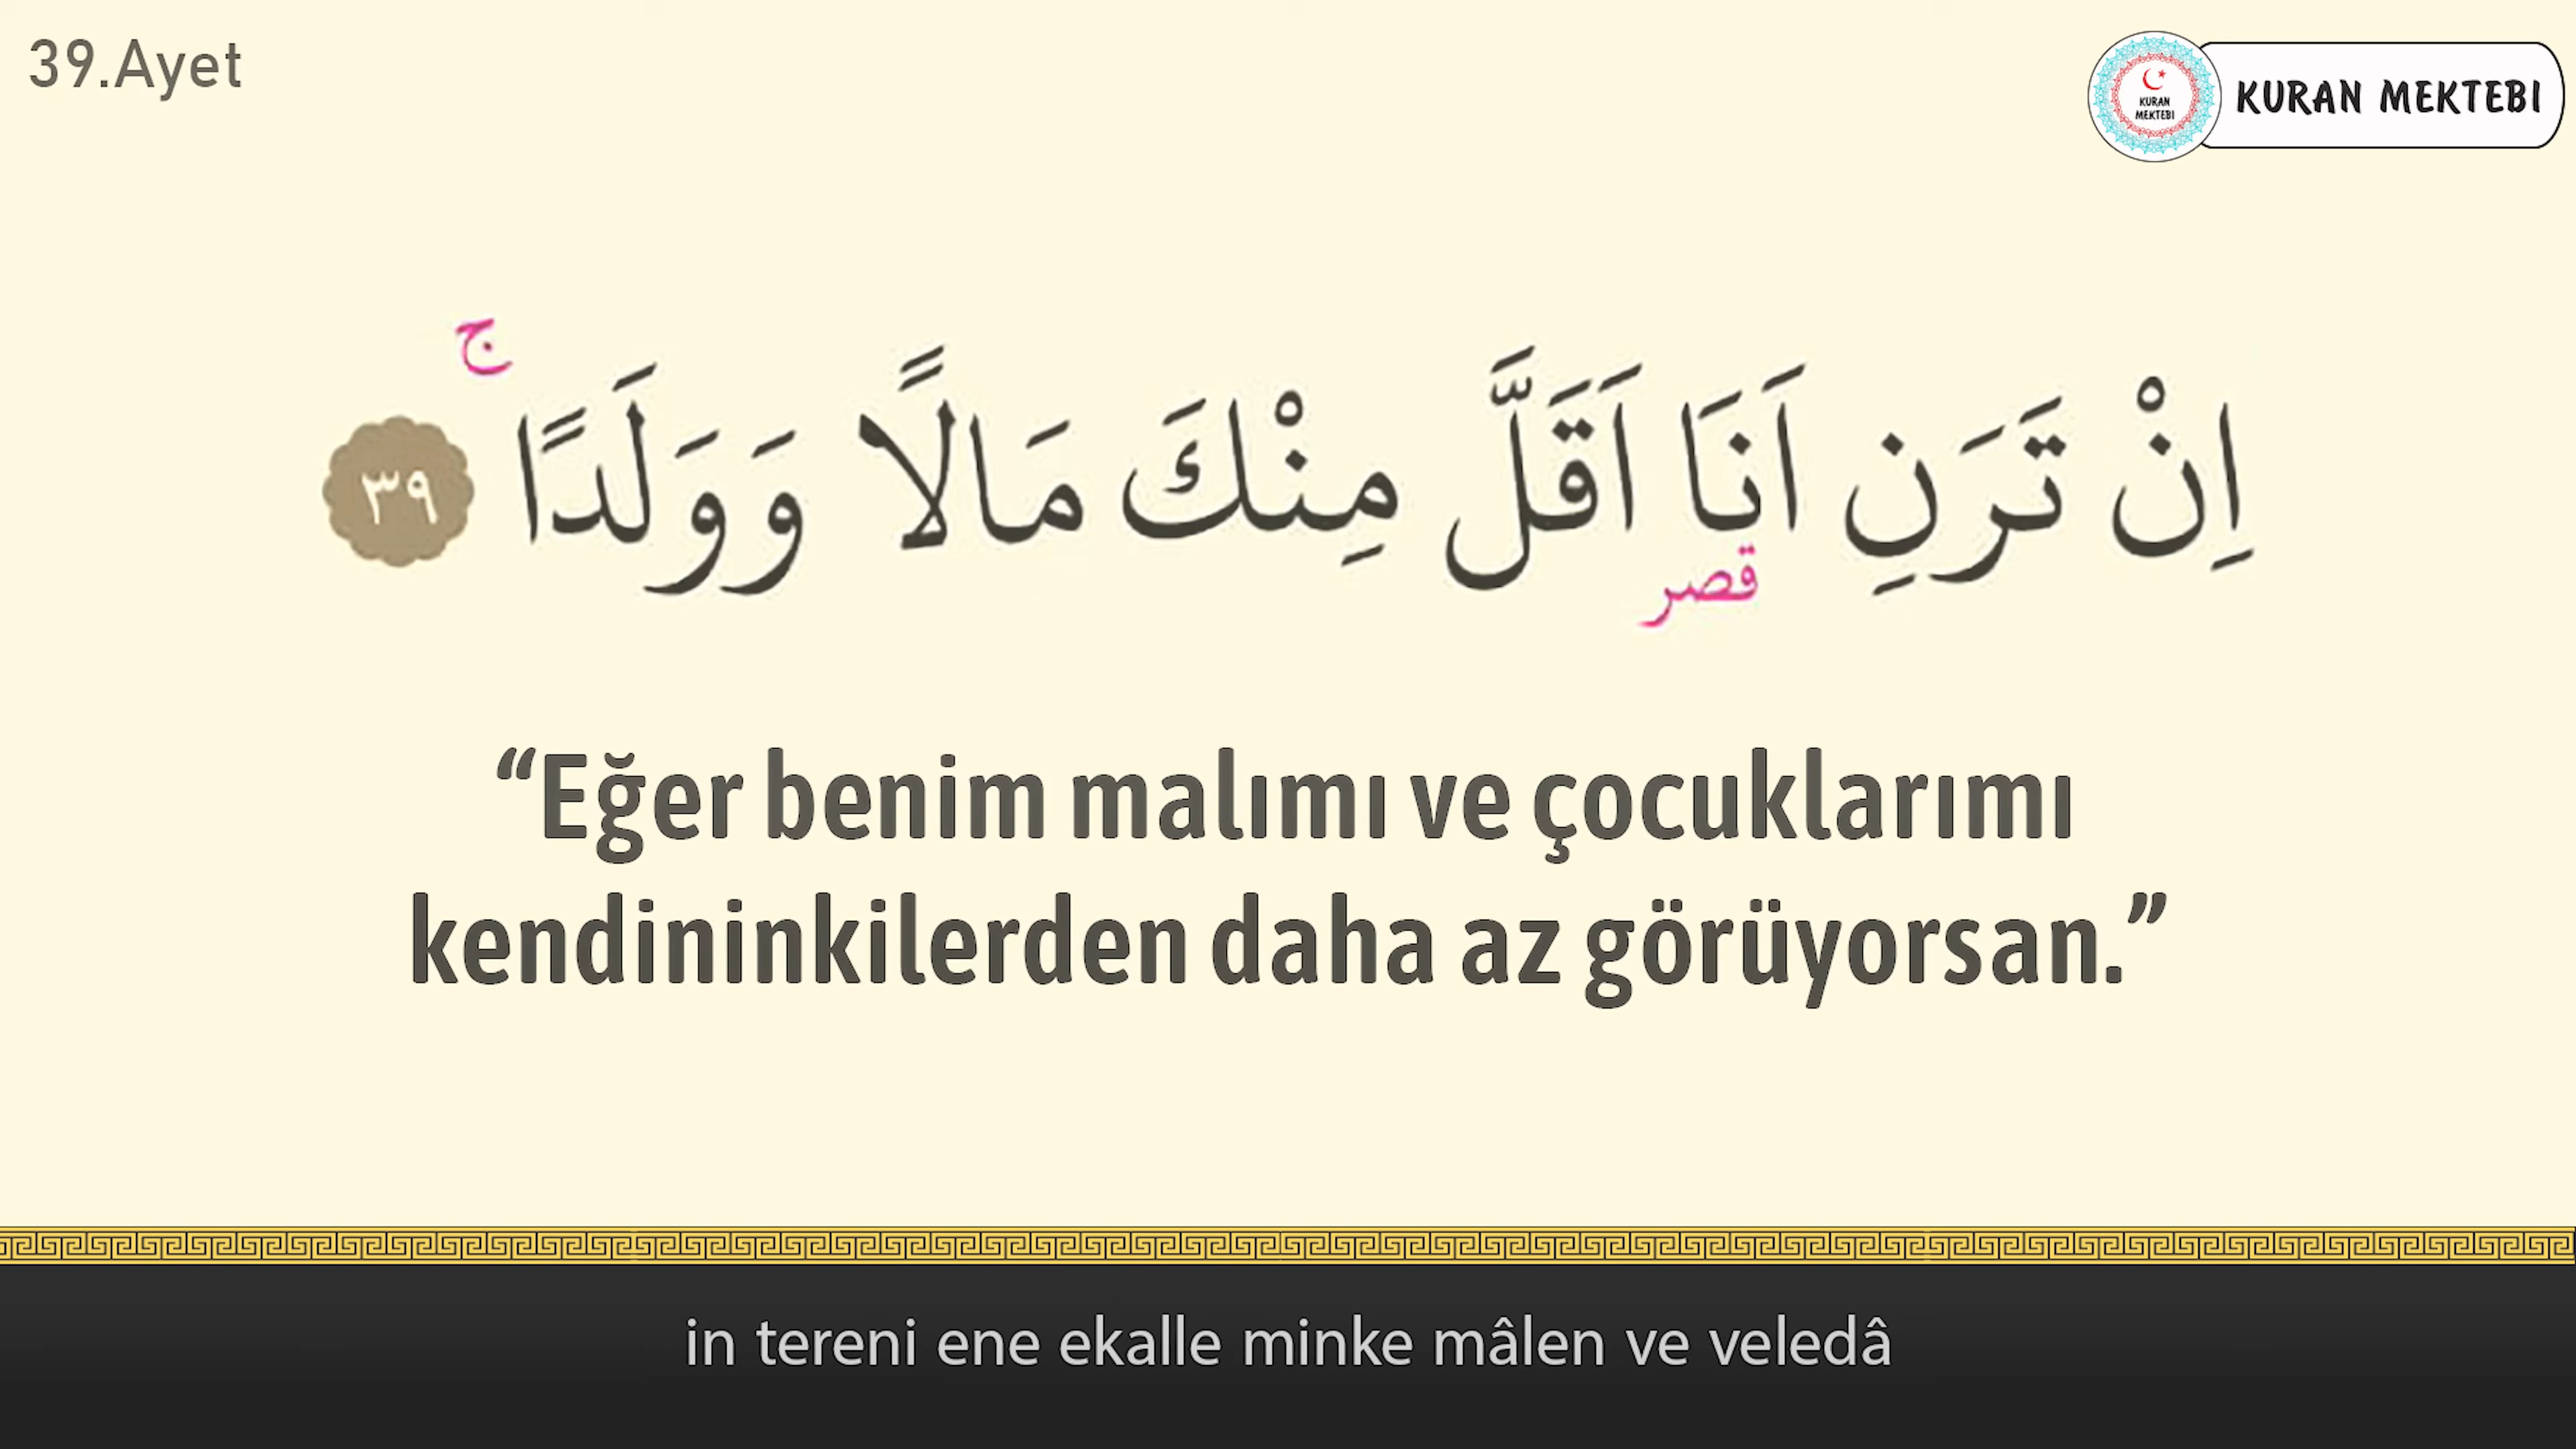 39.Ayet
KURAN MEKTEBI
KURAN
MEKTEBI
ج
اِنْ تَرَنِ اَنَا اَقَلَّ مِنْكَ مَالًا وَوَلَدًا ٣٩
قصر
“Eğer benim malımı ve çocuklarımı
kendininkilerden daha az görüyorsan.”
in tereni ene ekalle minke mâlen ve veledâ